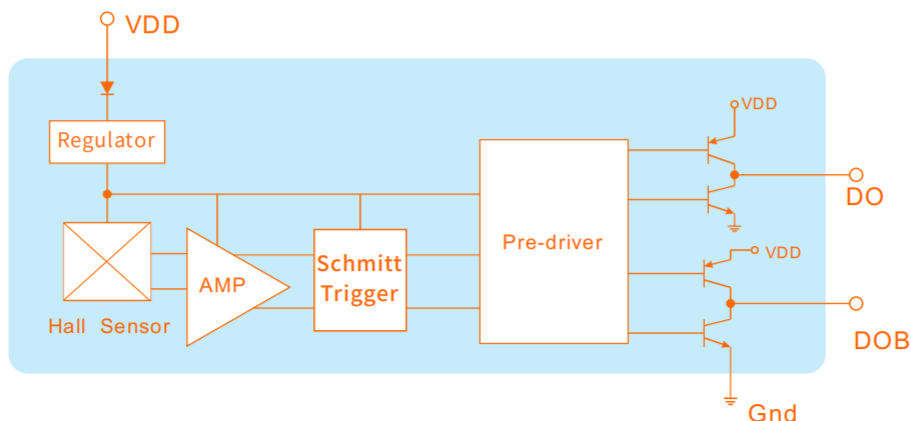 VDD
Regulator
VDD
DO
Pre-driver
VDD
AMP
Schmitt
Trigger
Hall Sensor
DOB
Gnd